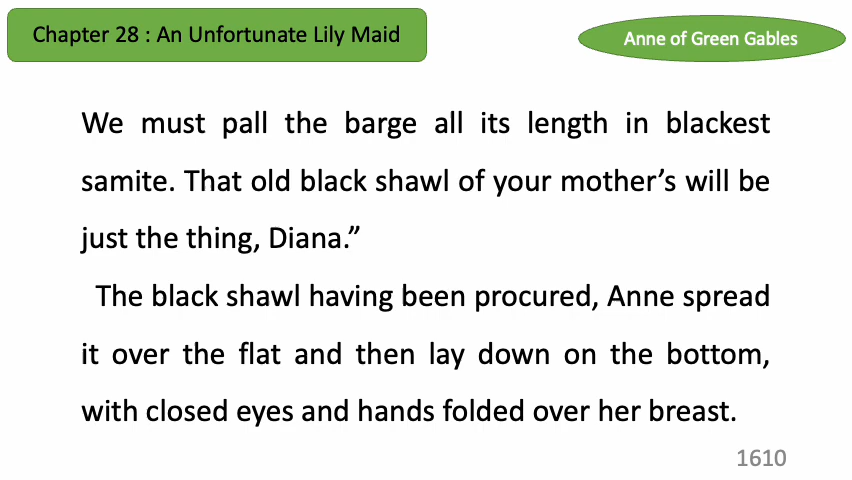 Chapter 28 : An Unfortunate Lily Maid
Anne of Green Gables
We must pall the barge all its length in blackest
samite. That old black shawl of your mother’s will be
just the thing, Diana.”
The black shawl having been procured, Anne spread
it over the flat and then lay down on the bottom,
with closed eyes and hands folded over her breast.
1610